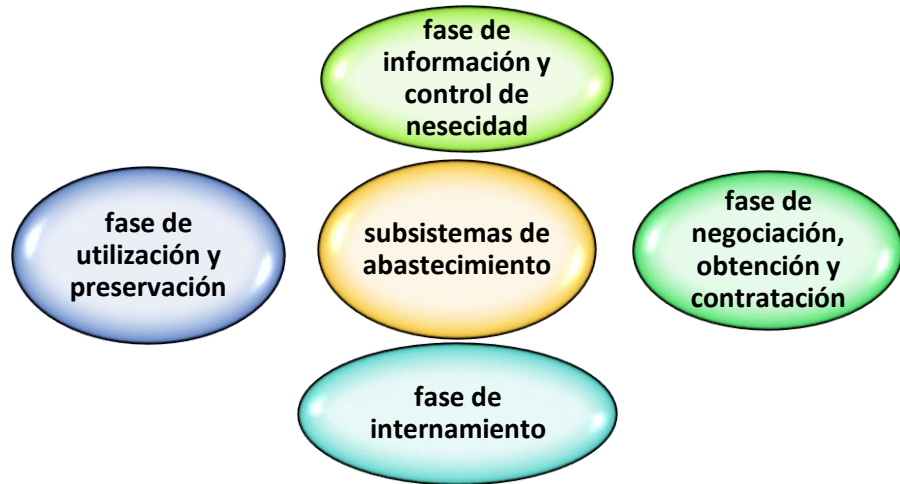 fase de
información y
control de
nesecidad
fase de
utilización y
preservación
subsistemas de
abastecimiento
fase de
negociación,
obtención y
contratación
fase de
internamiento